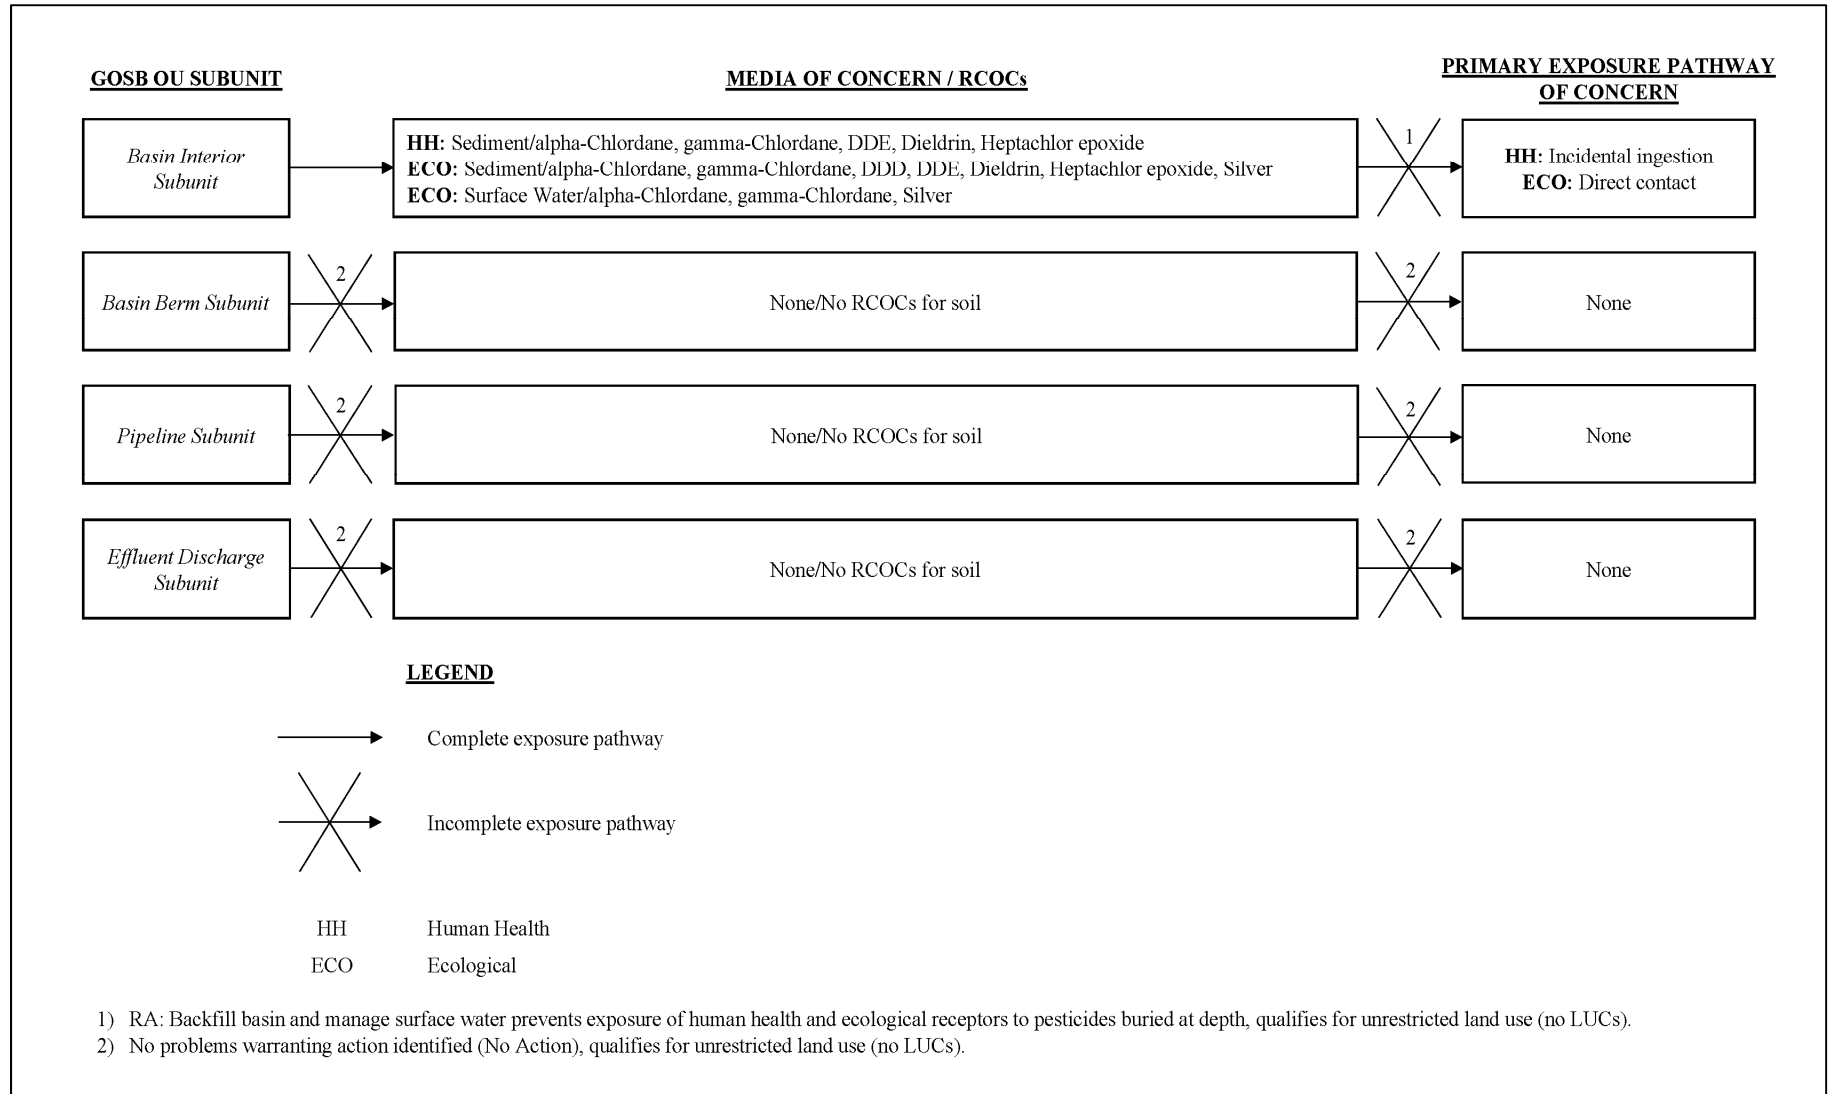 GOSB OU SUBUNIT
MEDIA OF CONCERN / RCOCs
PRIMARY EXPOSURE PATHWAY
OF CONCERN
Basin Interior
Subunit
HH: Sediment/alpha-Chlordane, gamma-Chlordane, DDE, Dieldrin, Heptachlor epoxide
ECO: Sediment/alpha-Chlordane, gamma-Chlordane, DDD, DDE, Dieldrin, Heptachlor epoxide, Silver
ECO: Surface Water/alpha-Chlordane, gamma-Chlordane, Silver
1
HH: Incidental ingestion
ECO: Direct contact
Basin Berm Subunit
2
None/No RCOCs for soil
2
None
Pipeline Subunit
2
None/No RCOCs for soil
2
None
Effluent Discharge
Subunit
2
None/No RCOCs for soil
2
None
LEGEND
Complete exposure pathway
Incomplete exposure pathway
HH Human Health
ECO Ecological
1) RA: Backfill basin and manage surface water prevents exposure of human health and ecological receptors to pesticides buried at depth, qualifies for unrestricted land use (no LUCs).
2) No problems warranting action identified (No Action), qualifies for unrestricted land use (no LUCs).